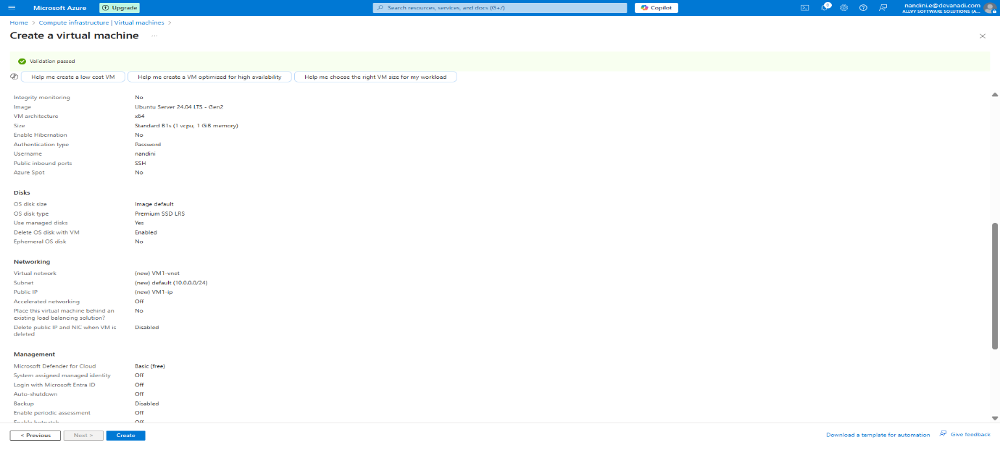 Microsoft Azure
Upgrade
Search resources, services, and docs (G+/)
Copilot
6
nandini.e@devanadi.com
ALLVY SOFTWARE SOLUTIONS (A...
Home > Compute infrastructure | Virtual machines >
Create a virtual machine ...
Validation passed
Help me create a low cost VM
Help me create a VM optimized for high availability
Help me choose the right VM size for my workload
Integrity monitoring No
Image Ubuntu Server 24.04 LTS - Gen2
VM architecture x64
Size Standard B1s (1 vcpu, 1 GiB memory)
Enable Hibernation No
Authentication type Password
Username nandini
Public inbound ports SSH
Azure Spot No
Disks
OS disk size Image default
OS disk type Premium SSD LRS
Use managed disks Yes
Delete OS disk with VM Enabled
Ephemeral OS disk No
Networking
Virtual network (new) VM1-vnet
Subnet (new) default (10.0.0.0/24)
Public IP (new) VM1-ip
Accelerated networking Off
Place this virtual machine behind an No
existing load balancing solution?
Delete public IP and NIC when VM is Disabled
deleted
Management
Microsoft Defender for Cloud Basic (free)
System assigned managed identity Off
Login with Microsoft Entra ID Off
Auto-shutdown Off
Backup Disabled
Enable periodic assessment Off
Enable hotpatch Off
< Previous
Next >
Create
Download a template for automation
Give feedback